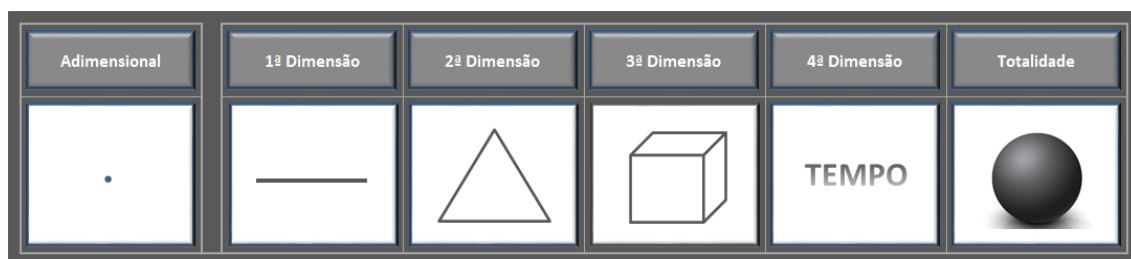 Adimensional
1ª Dimensão
2ª Dimensão
3ª Dimensão
4ª Dimensão
Totalidade
TEMPO